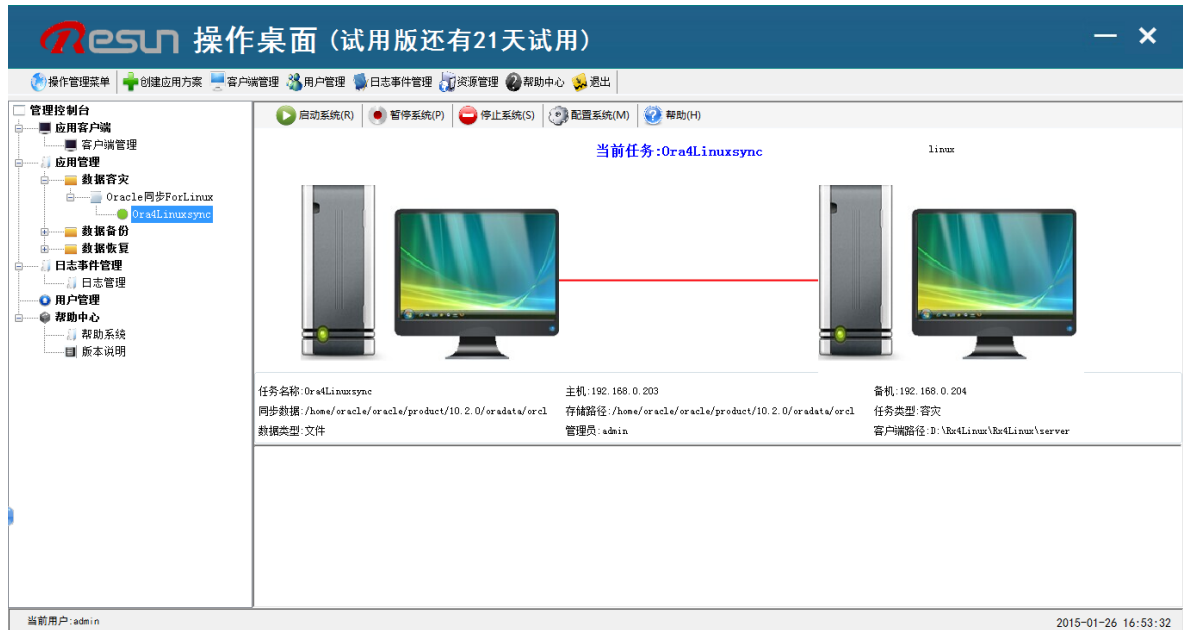 Resun 操作桌面 (试用版还有21天试用)
操作管理菜单 创建应用方案 客户端管理 用户管理 日志事件管理 资源管理 帮助中心 退出
管理控制台
应用客户端
客户端管理
应用管理
数据容灾
Oracle同步ForLinux
Ora4Linuxsync
数据备份
数据恢复
日志事件管理
日志管理
用户管理
帮助中心
帮助系统
版本说明
启动系统(R) 暂停系统(P) 停止系统(S) 配置系统(M) 帮助(H)
当前任务:Ora4Linuxsync linux
任务名称:Ora4Linuxsync 主机:192.168.0.203 备机:192.168.0.204
同步数据:/home/oracle/oracle/product/10.2.0/oradata/orcl 存储路径:/home/oracle/oracle/product/10.2.0/oradata/orcl 任务类型:容灾
数据类型:文件 管理员:admin 客户端路径:D:\Rx4Linux\Rx4Linux\server
当前用户:admin 2015-01-26 16:53:32